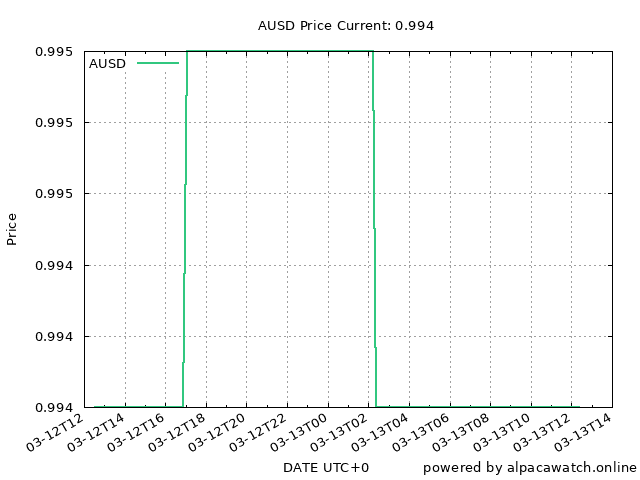 AUSD Price Current: 0.994
0.995
AUSD
0.995
0.995
Price
0.994
0.994
0.994
03-12T12 03-12T14 03-12T16 03-12T18 03-12T20 03-12T22 03-13T00 03-13T02 03-13T04 03-13T06 03-13T08 03-13T10 03-13T12 03-13T14
DATE UTC+0 powered by alpacawatch.online